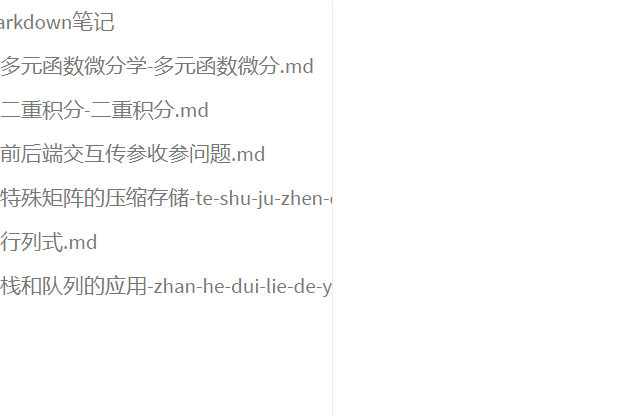 arkdown笔记
多元函数微分学-多元函数微分.md
二重积分-二重积分.md
前后端交互传参收参问题.md
特殊矩阵的压缩存储-te-shu-ju-zhen-
行列式.md
栈和队列的应用-zhan-he-dui-lie-de-y